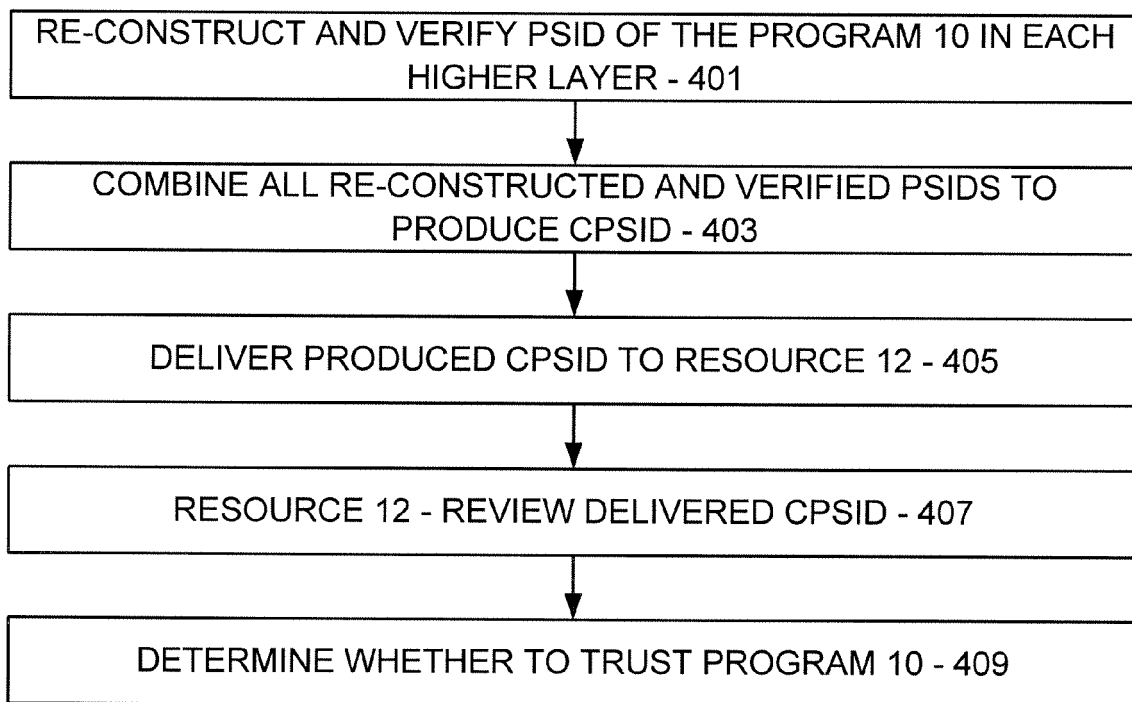 RE-CONSTRUCT AND VERIFY PSID OF THE PROGRAM 10 IN EACH
HIGHER LAYER - 401
COMBINE ALL RE-CONSTRUCTED AND VERIFIED PSIDS TO
PRODUCE CPSID - 403
DELIVER PRODUCED CPSID TO RESOURCE 12 - 405
RESOURCE 12 - REVIEW DELIVERED CPSID - 407
DETERMINE WHETHER TO TRUST PROGRAM 10 - 409